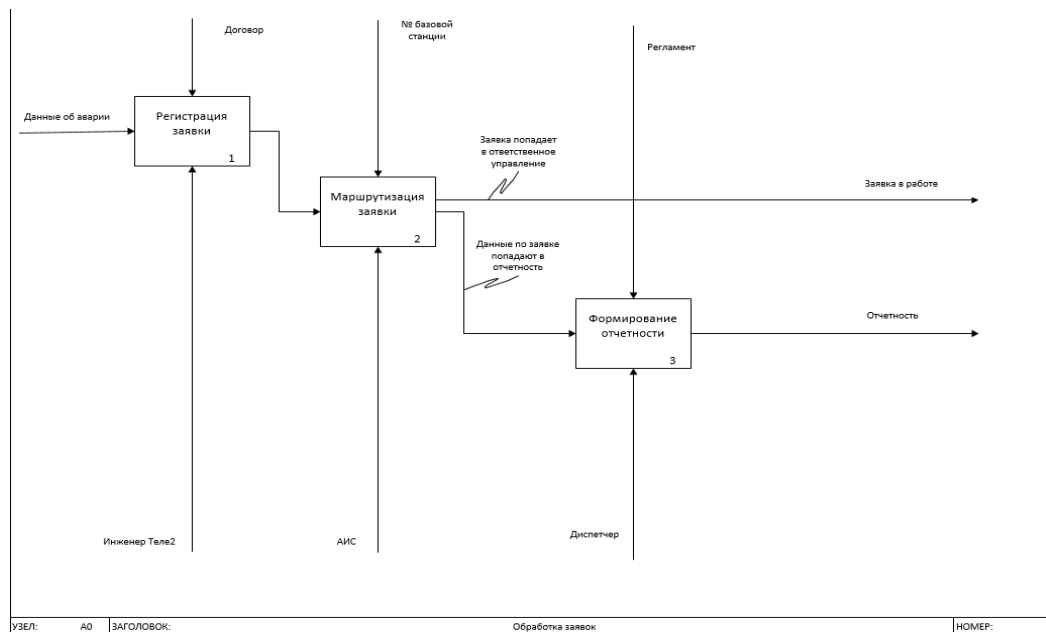 Договор
№ базовой
станции
Регламент
Данные об аварии
Регистрация
заявки
1
Заявка попадает
в ответственное
управление
Заявка в работе
Маршрутизация
заявки
2
Данные по заявке
попадают в
отчетность
Формирование
отчетности
3
Отчетность
Инженер Теле2
АИС
Диспетчер
УЗЕЛ: А0 ЗАГОЛОВОК: Обработка заявок НОМЕР: